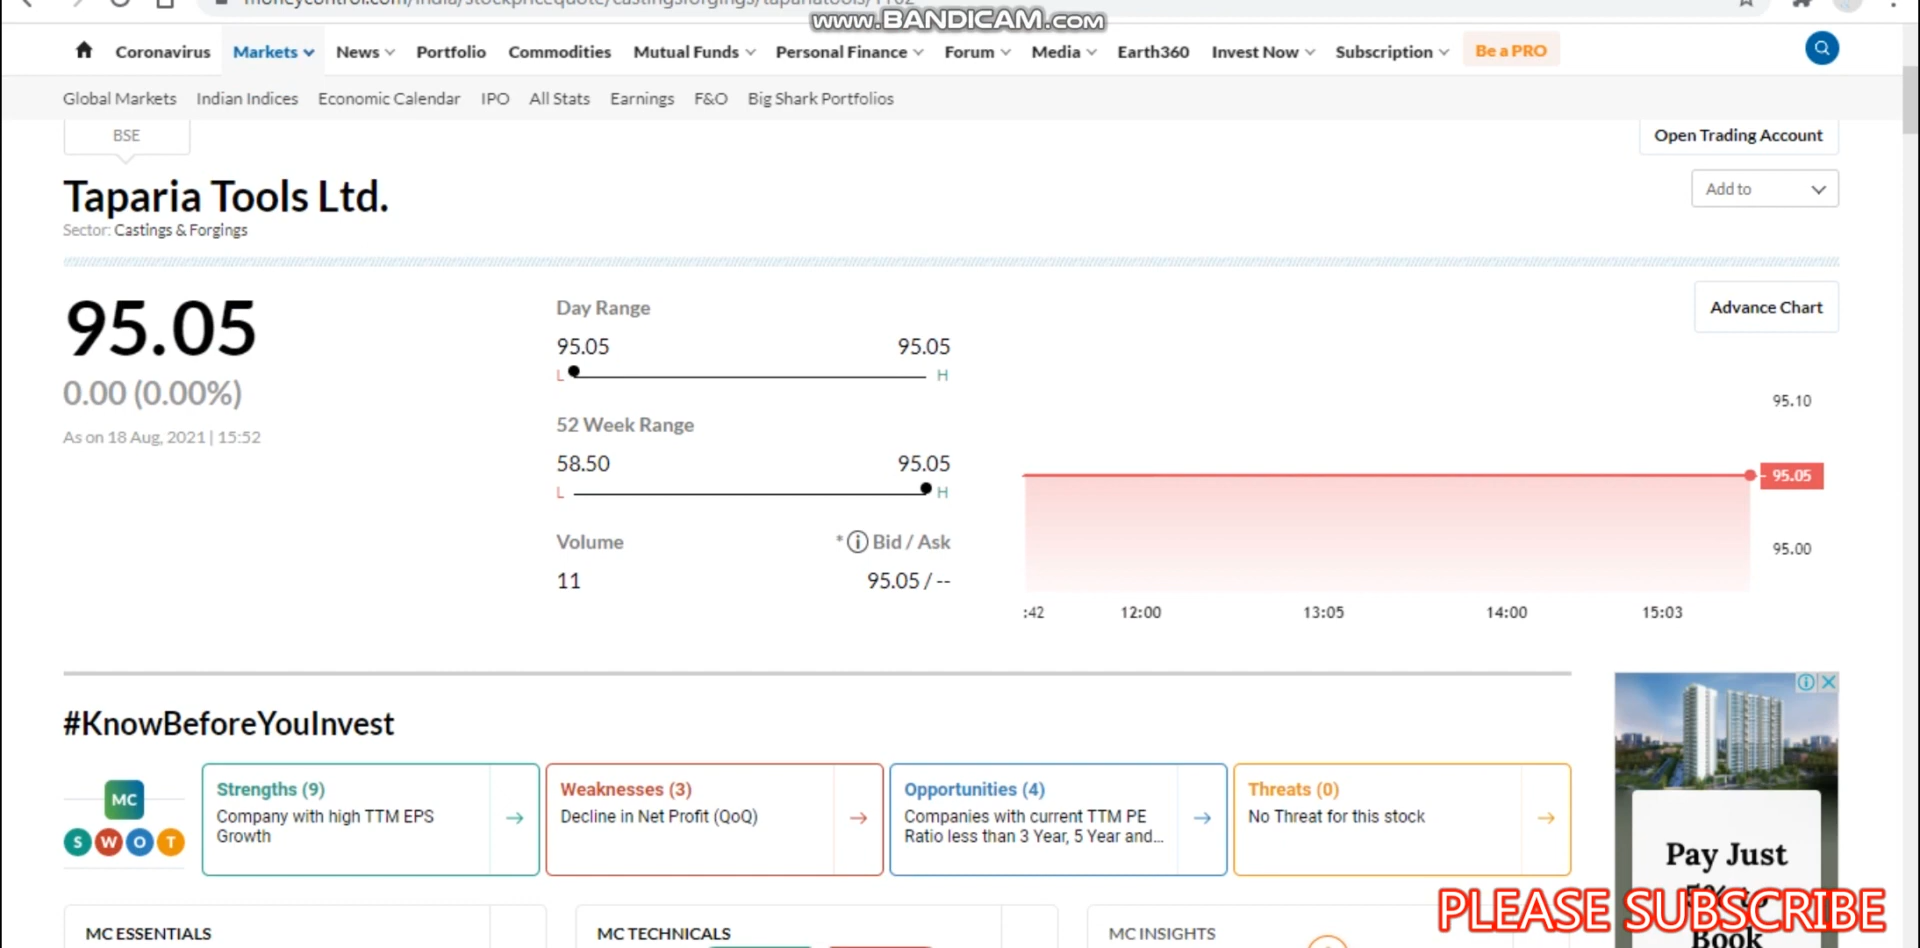 moneycontrol.com/india/stockpricequote/castingsforgings/tapariatools/
www.BANDICAM.com
Coronavirus Markets News Portfolio Commodities Mutual Funds Personal Finance Forum Media Earth360 Invest Now Subscription Be a PRO
Global Markets Indian Indices Economic Calendar IPO All Stats Earnings F&O Big Shark Portfolios
BSE
Open Trading Account
Taparia Tools Ltd.
Add to
Sector: Castings & Forgings
95.05
0.00 (0.00%)
As on 18 Aug, 2021 | 15:52
Day Range
95.05 95.05
L H
52 Week Range
58.50 95.05
L H
Volume * i Bid / Ask
11 95.05 / --
Advance Chart
95.10
95.05
95.00
:42 12:00 13:05 14:00 15:03
#KnowBeforeYouInvest
MC
S W O T
Strengths (9)
Company with high TTM EPS
Growth
Weaknesses (3)
Decline in Net Profit (QoQ)
Opportunities (4)
Companies with current TTM PE
Ratio less than 3 Year, 5 Year and...
Threats (0)
No Threat for this stock
Pay Just
Book
PLEASE SUBSCRIBE
MC ESSENTIALS MC TECHNICALS MC INSIGHTS